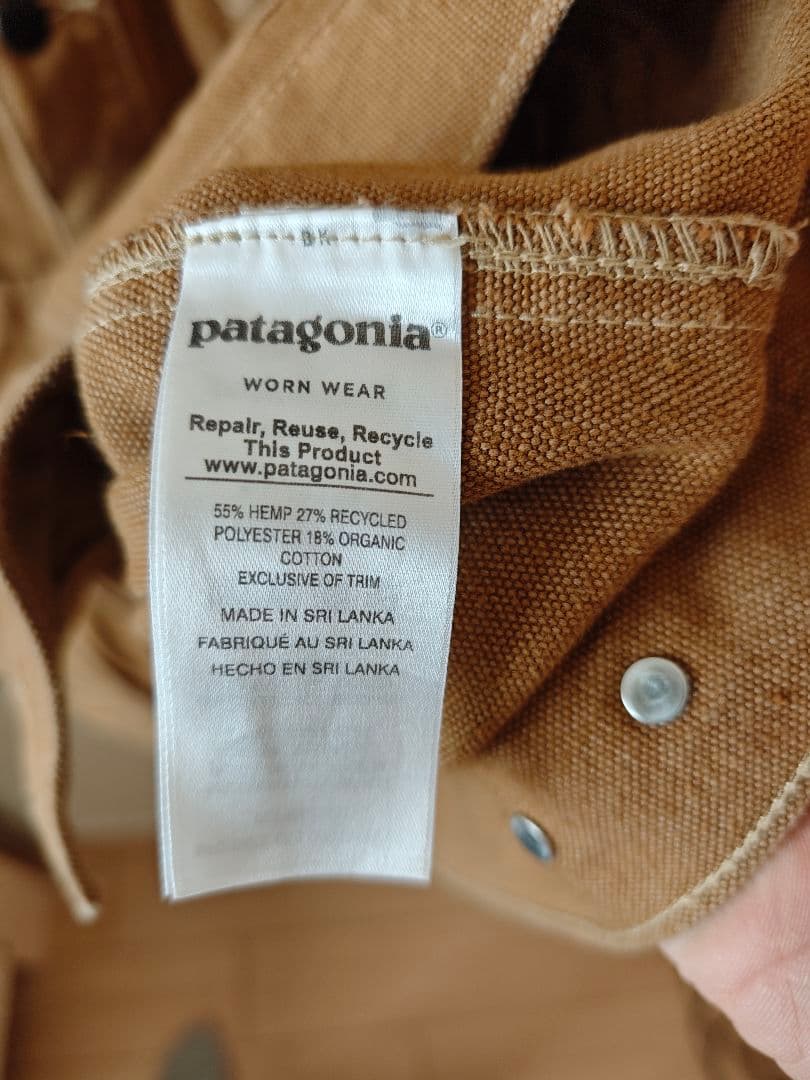 patagonia®
WORN WEAR
Repair, Reuse, Recycle
This Product
www.patagonia.com
55% HEMP 27% RECYCLED
POLYESTER 18% ORGANIC
COTTON
EXCLUSIVE OF TRIM
MADE IN SRI LANKA
FABRIQUÉ AU SRI LANKA
HECHO EN SRI LANKA